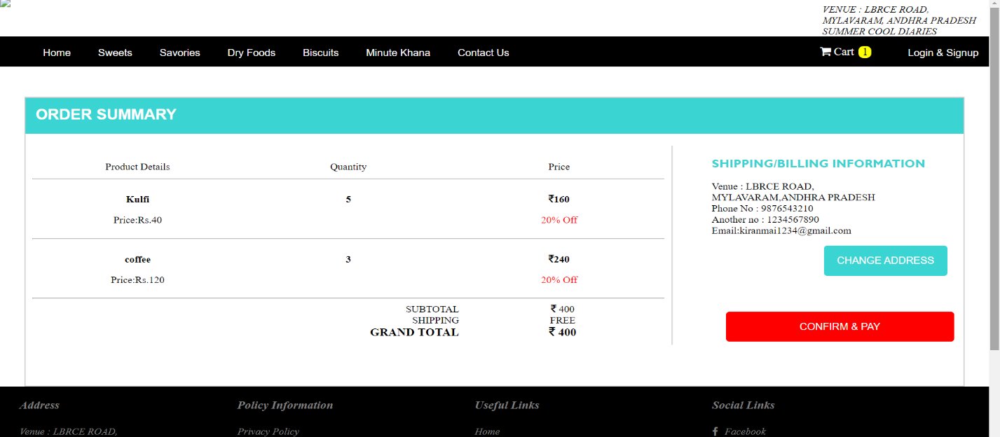 VENUE : LBRCE ROAD,
MYLAVARAM, ANDHRA PRADESH
SUMMER COOL DIARIES
Home Sweets Savories Dry Foods Biscuits Minute Khana Contact Us Cart 1 Login & Signup
ORDER SUMMARY
Product Details Quantity Price
Kulfi 5 ₹160
Price:Rs.40 20% Off
coffee 3 ₹240
Price:Rs.120 20% Off
SUBTOTAL ₹ 400
SHIPPING FREE
GRAND TOTAL ₹ 400
SHIPPING/BILLING INFORMATION
Venue : LBRCE ROAD,
MYLAVARAM,ANDHRA PRADESH
Phone No : 9876543210
Another no : 1234567890
Email:kiranmai1234@gmail.com
CHANGE ADDRESS
CONFIRM & PAY
Address Policy Information Useful Links Social Links
Venue : LBRCE ROAD, Privacy Policy Home Facebook